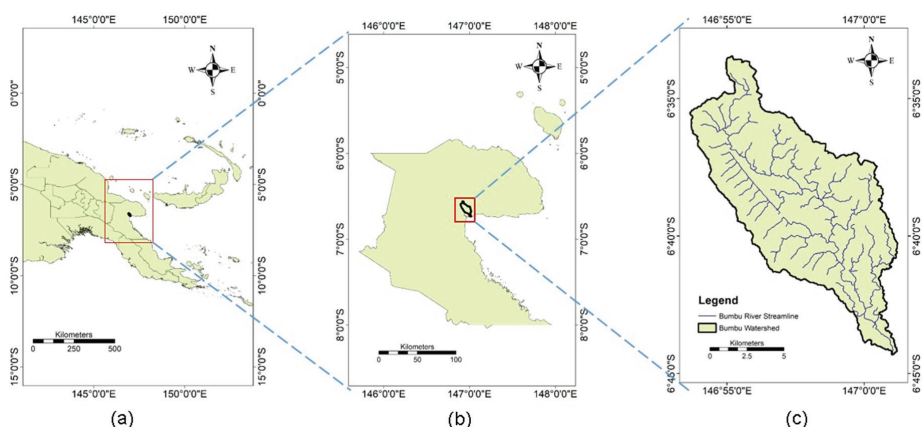 145°0'0"E 150°0'0"E
N
W E
S
0°0'0"
5°0'0"S
10°0'0"S
15°0'0"S
0°0'0"
5°0'0"S
10°0'0"S
15°0'0"S
Kilometers
0 250 500
145°0'0"E 150°0'0"E
(a)
146°0'0"E 147°0'0"E 148°0'0"E
N
W E
S
5°0'0"S
6°0'0"S
7°0'0"S
8°0'0"S
5°0'0"S
6°0'0"S
7°0'0"S
8°0'0"S
Kilometers
0 50 100
146°0'0"E 147°0'0"E 148°0'0"E
(b)
146°55'0"E 147°0'0"E
N
W E
S
6°35'0"S
6°40'0"S
6°45'0"S
6°35'0"S
6°40'0"S
6°45'0"S
Legend
Bumbu River Streamline
Bumbu Watershed
Kilometers
0 2.5 5
146°55'0"E 147°0'0"E
(c)